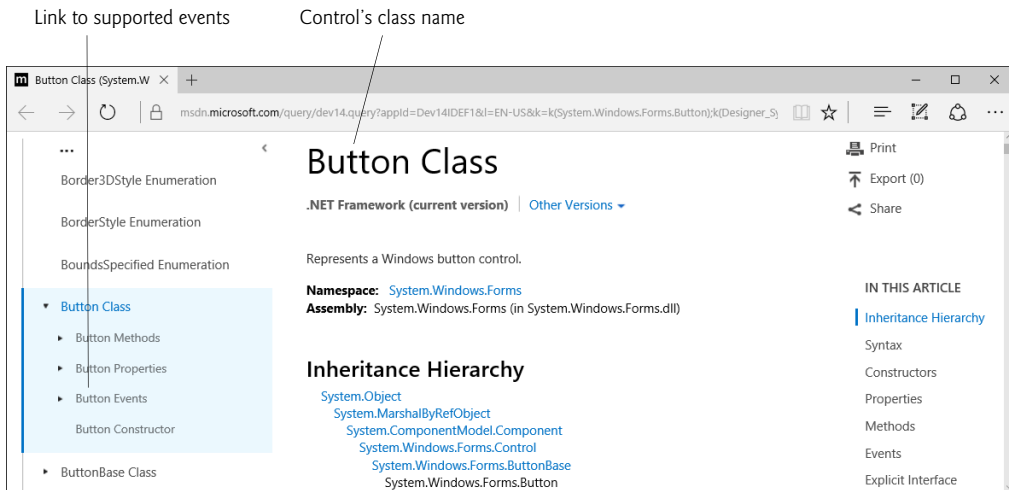 Link to supported events
Control's class name
Button Class (System.W
msdn.microsoft.com/query/dev14.query?appId=Dev14IDEF1&l=EN-US&k=k(System.Windows.Forms.Button);k(Designer_Sy
...
Border3DStyle Enumeration
BorderStyle Enumeration
BoundsSpecified Enumeration
Button Class
Button Methods
Button Properties
Button Events
Button Constructor
ButtonBase Class
Button Class
.NET Framework (current version) Other Versions
Represents a Windows button control.
Namespace: System.Windows.Forms
Assembly: System.Windows.Forms (in System.Windows.Forms.dll)
Inheritance Hierarchy
System.Object
System.MarshalByRefObject
System.ComponentModel.Component
System.Windows.Forms.Control
System.Windows.Forms.ButtonBase
System.Windows.Forms.Button
Print
Export (0)
Share
IN THIS ARTICLE
Inheritance Hierarchy
Syntax
Constructors
Properties
Methods
Events
Explicit Interface